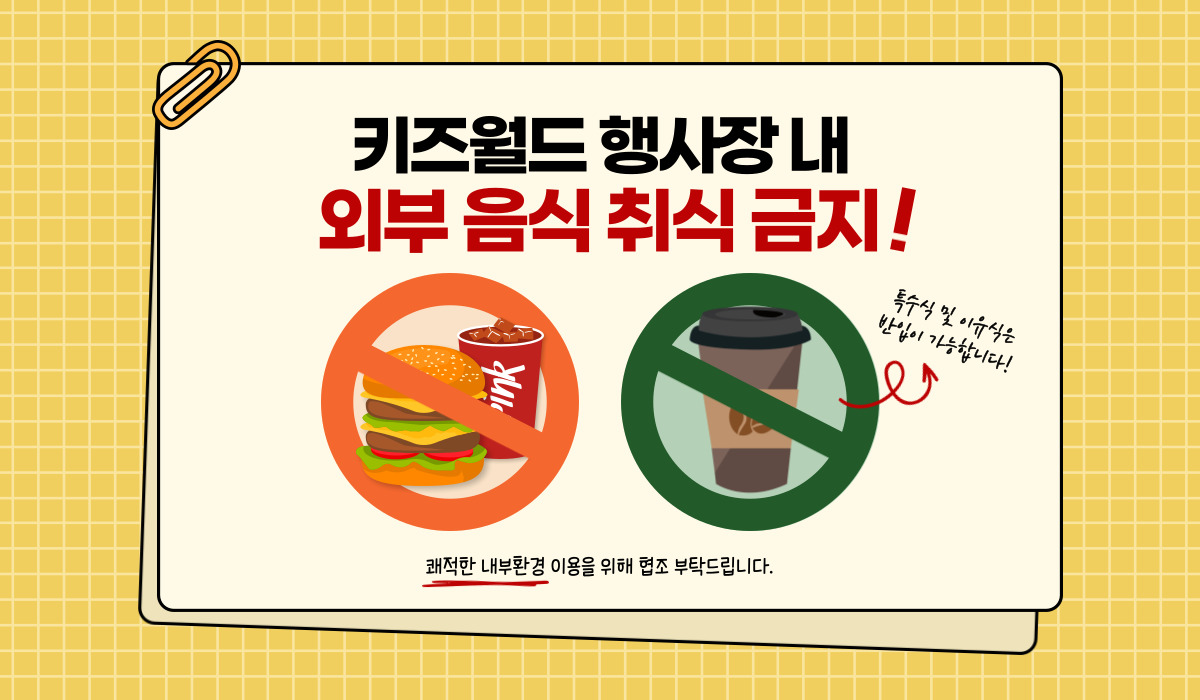 키즈월드 행사장 내
외부 음식 취식 금지!
특수식 및 이유식은
반입이 가능합니다!
쾌적한 내부환경 이용을 위해 협조 부탁드립니다.